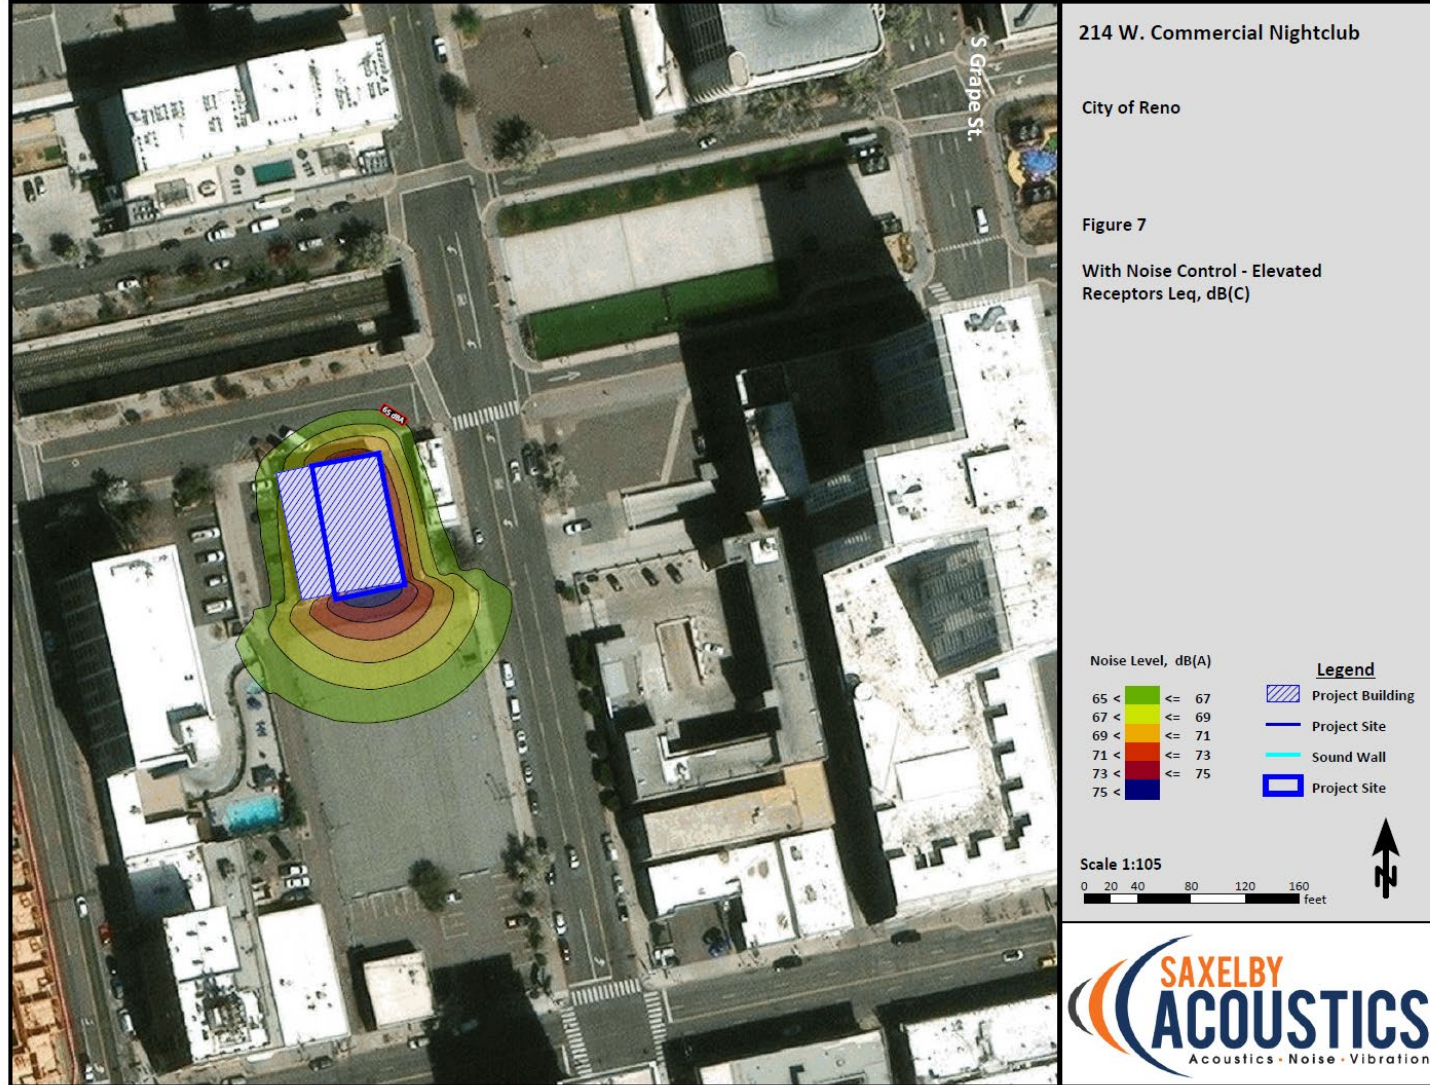 214 W. Commercial Nightclub
City of Reno
S Grape St.
Figure 7
With Noise Control - Elevated
Receptors Leq, dB(C)
65 dBA
Noise Level, dB(A)
65 < <= 67
67 < <= 69
69 < <= 71
71 < <= 73
73 < <= 75
75 <
Legend
Project Building
Project Site
Sound Wall
Project Site
Scale 1:105
0 20 40 80 120 160
feet
N
SAXELBY
ACOUSTICS
Acoustics · Noise · Vibration